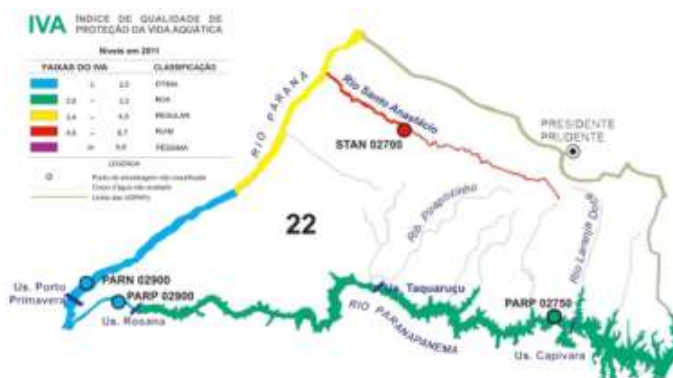 IVA ÍNDICE DE QUALIDADE DE
PROTEÇÃO DA VIDA AQUÁTICA
Níveis em 2011
FAIXAS DO IVA CLASSIFICAÇÃO
ÓTIMA
BOA
REGULAR
RUIM
PÉSSIMA
LEGENDA
RIO PARANÁ
Rio Santo Anastácio
STAN 02700
PRESIDENTE
PRUDENTE
Rib. Pirapozinho
Rio Laranja Doce
22
PARN 02900
Us. Porto
Primavera
PARP 02900
Us. Rosana
Us. Taquaruçu
RIO PARANAPANEMA
PARP 02750
Us. Capivara